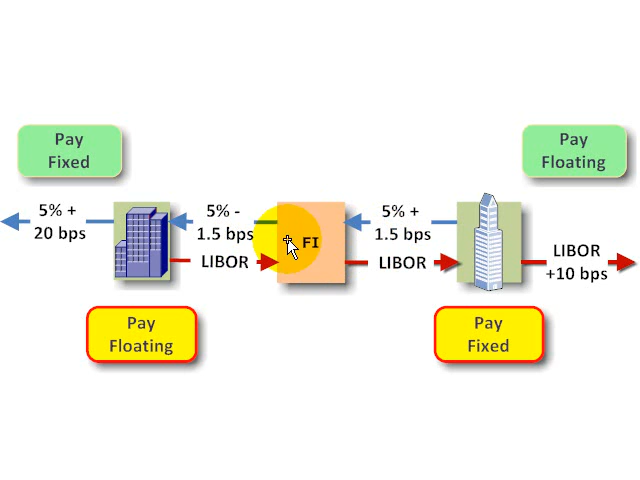 Pay
Fixed
Pay
Floating
5% +
20 bps
5% -
1.5 bps
5% +
1.5 bps
FI
LIBOR
LIBOR
LIBOR
+10 bps
Pay
Floating
Pay
Fixed